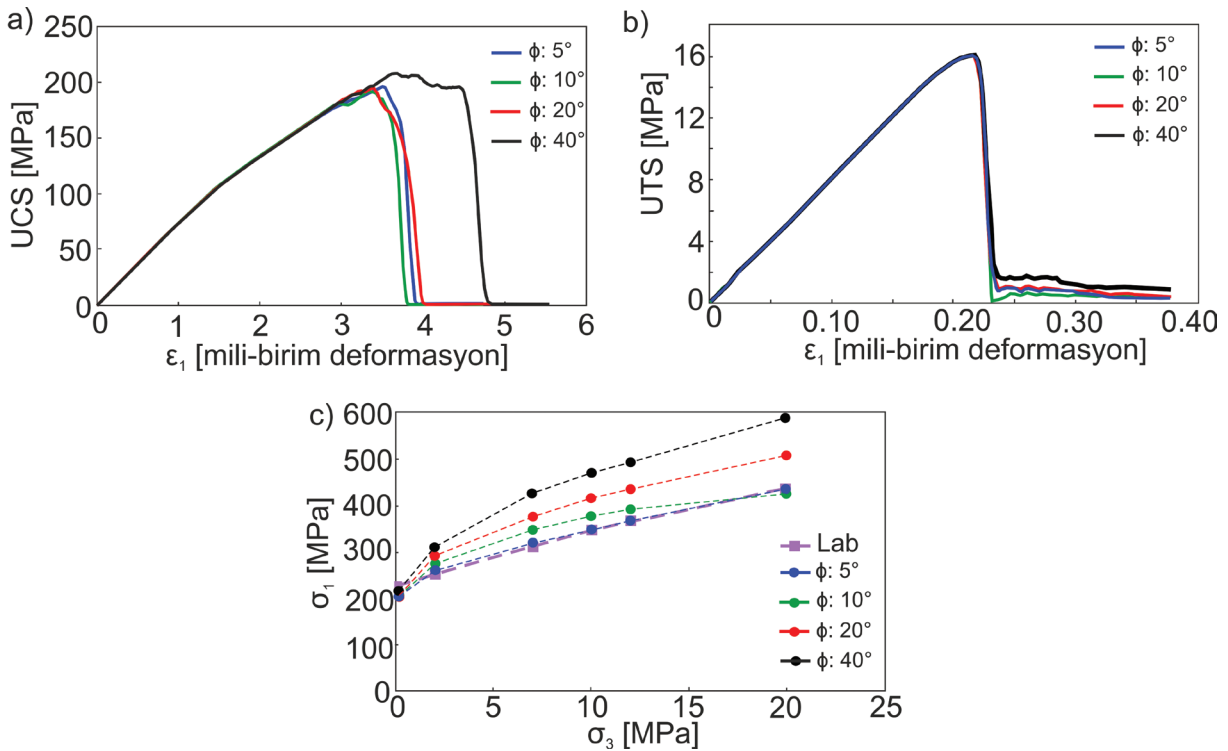 a)
UCS [MPa]
250
200
150
100
50
0
0 1 2 3 4 5 6
ε₁ [mili-birim deformasyon]
ϕ: 5°
ϕ: 10°
ϕ: 20°
ϕ: 40°
b)
UTS [MPa]
16
12
8
4
0
0 0.10 0.20 0.30 0.40
ε₁ [mili-birim deformasyon]
ϕ: 5°
ϕ: 10°
ϕ: 20°
ϕ: 40°
c)
σ₁ [MPa]
600
500
400
300
200
100
0
0 5 10 15 20 25
σ₃ [MPa]
Lab
ϕ: 5°
ϕ: 10°
ϕ: 20°
ϕ: 40°